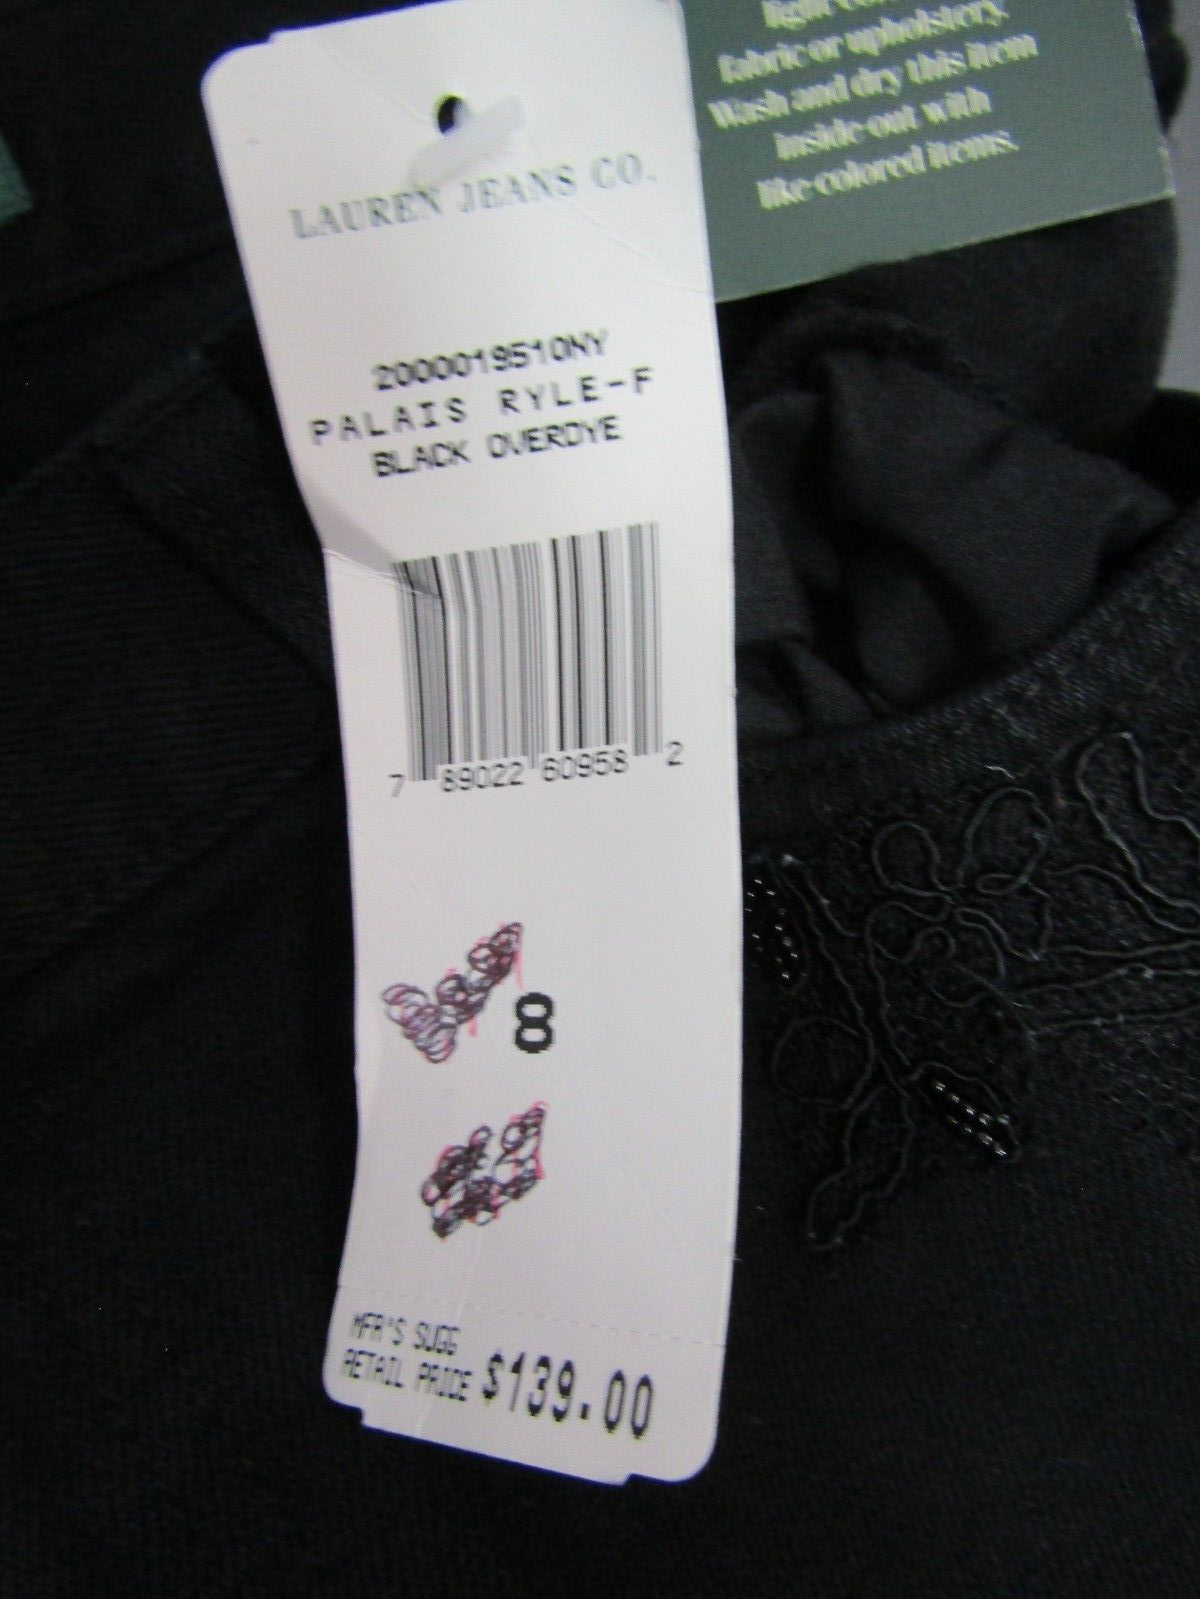 LAUREN JEANS CO.
2000019510NY
PALAIS RYLE-F
BLACK OVERDYE
7 89022 60958 2
8
MFR'S SUGG
RETAIL PRICE $139.00
fabric or upholstery.
Wash and dry this item
inside-out with
like-colored items.